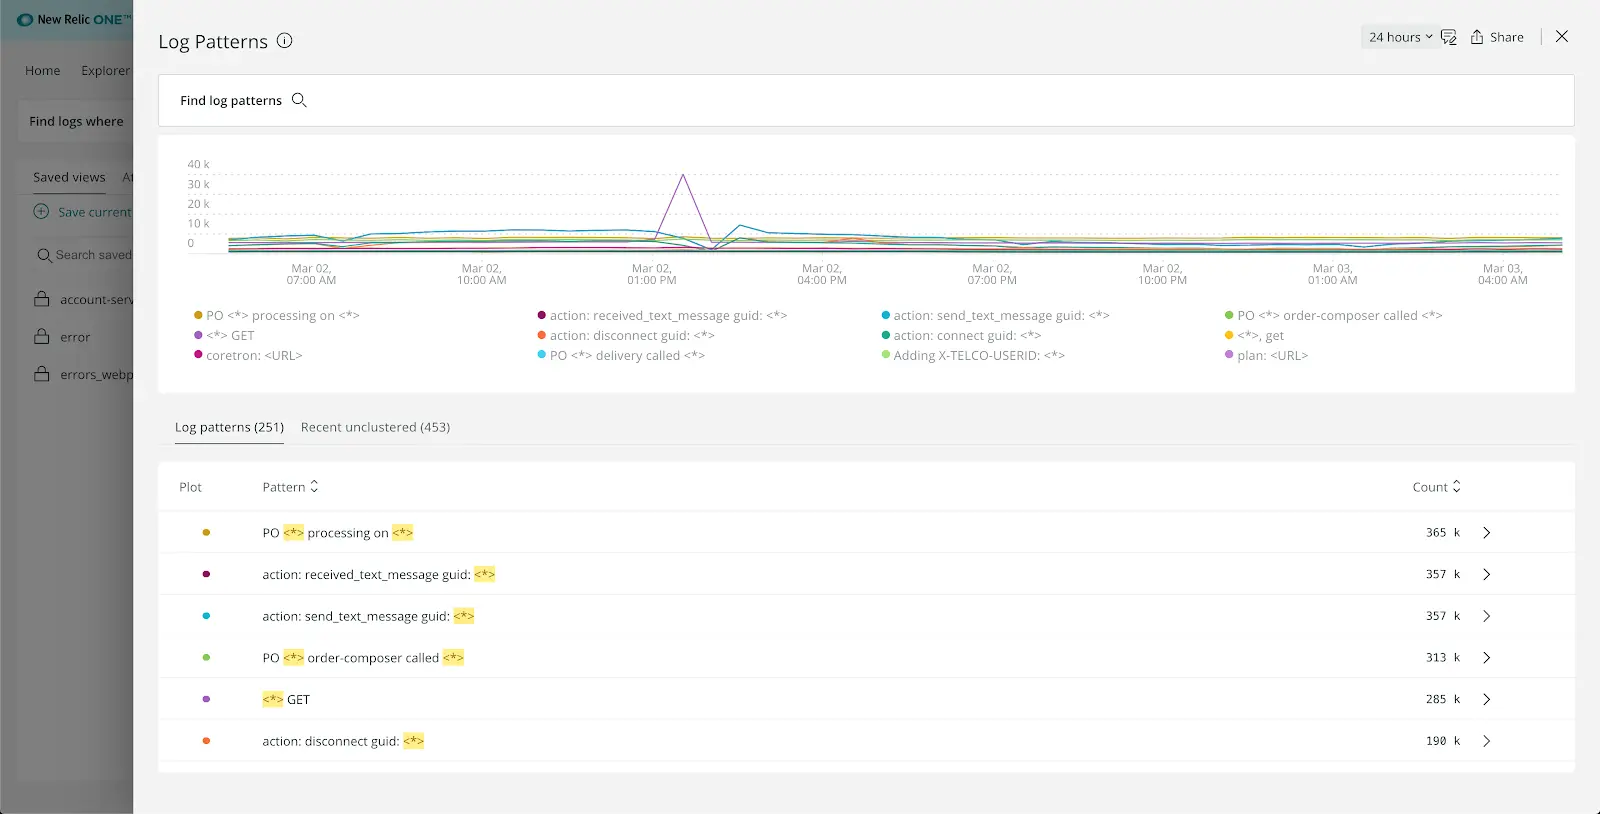 New Relic ONE™
Home Explorer
Find logs where
Saved views
Save current
Search saved
account-serv
error
errors_webp
Log Patterns
24 hours
Share
Find log patterns
40 k
30 k
20 k
10 k
0
Mar 02, 07:00 AM
Mar 02, 10:00 AM
Mar 02, 01:00 PM
Mar 02, 04:00 PM
Mar 02, 07:00 PM
Mar 02, 10:00 PM
Mar 03, 01:00 AM
Mar 03, 04:00 AM
PO <*> processing on <*>
action: received_text_message guid: <*>
action: send_text_message guid: <*>
PO <*> order-composer called <*>
<*> GET
action: disconnect guid: <*>
action: connect guid: <*>
<*>, get
coretron: <URL>
PO <*> delivery called <*>
Adding X-TELCO-USERID: <*>
plan: <URL>
Log patterns (251) Recent unclustered (453)
Plot Pattern Count
PO <*> processing on <*> 365 k
action: received_text_message guid: <*> 357 k
action: send_text_message guid: <*> 357 k
PO <*> order-composer called <*> 313 k
<*> GET 285 k
action: disconnect guid: <*> 190 k